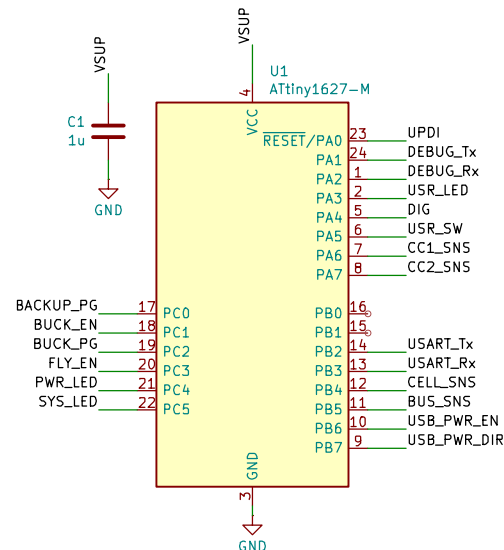 VSUP
VSUP
U1
ATtiny1627-M
C1
1u
GND
4
VCC
RESET/PA0 23 UPDI
PA1 24 DEBUG_Tx
PA2 1 DEBUG_Rx
PA3 2 USR_LED
PA4 5 DIG
PA5 6 USR_SW
PA6 7 CC1_SNS
PA7 8 CC2_SNS
BACKUP_PG 17 PC0 PB0 16
BUCK_EN 18 PC1 PB1 15
BUCK_PG 19 PC2 PB2 14 USART_Tx
FLY_EN 20 PC3 PB3 13 USART_Rx
PWR_LED 21 PC4 PB4 12 CELL_SNS
SYS_LED 22 PC5 PB5 11 BUS_SNS
PB6 10 USB_PWR_EN
PB7 9 USB_PWR_DIR
GND
3
GND